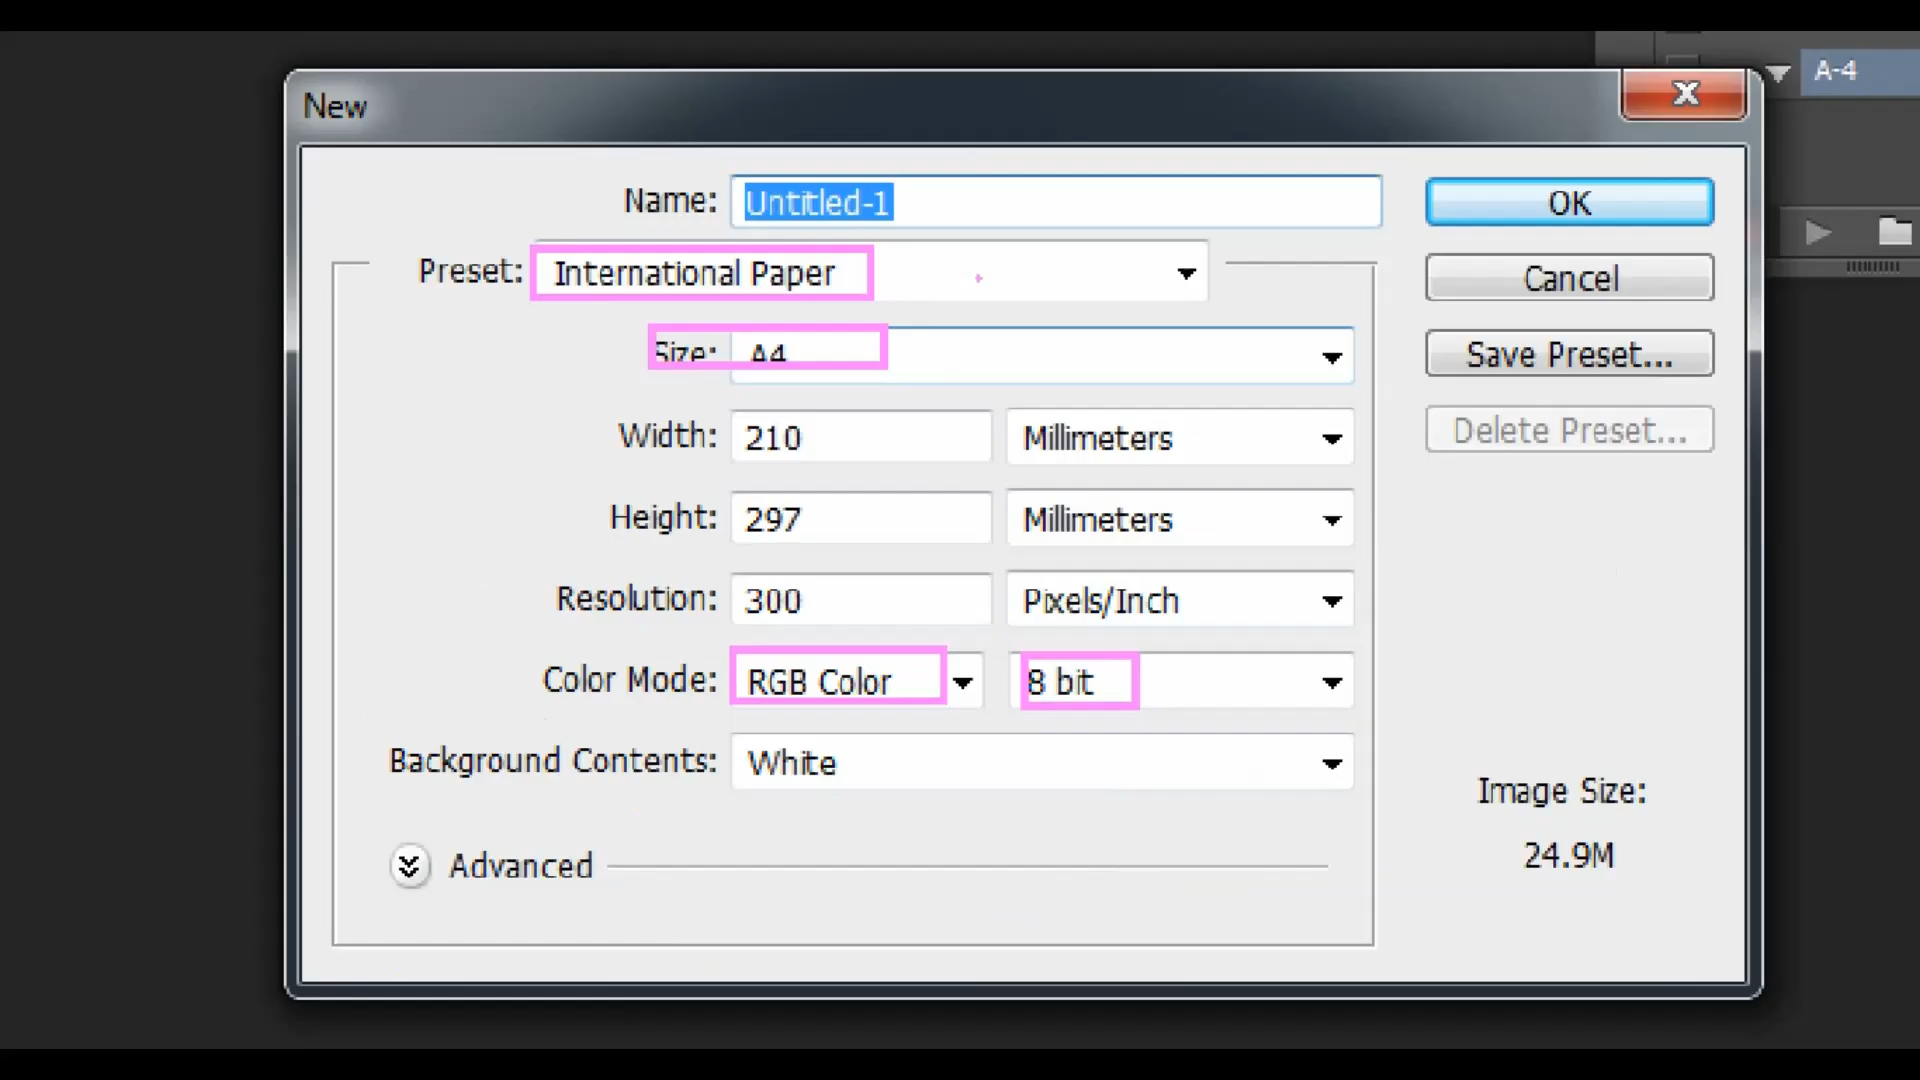 A-4
New
Name: Untitled-1
OK
Preset: International Paper
Cancel
Size: A4
Save Preset...
Width: 210 Millimeters
Delete Preset...
Height: 297 Millimeters
Resolution: 300 Pixels/Inch
Color Mode: RGB Color 8 bit
Background Contents: White
Image Size:
24.9M
Advanced